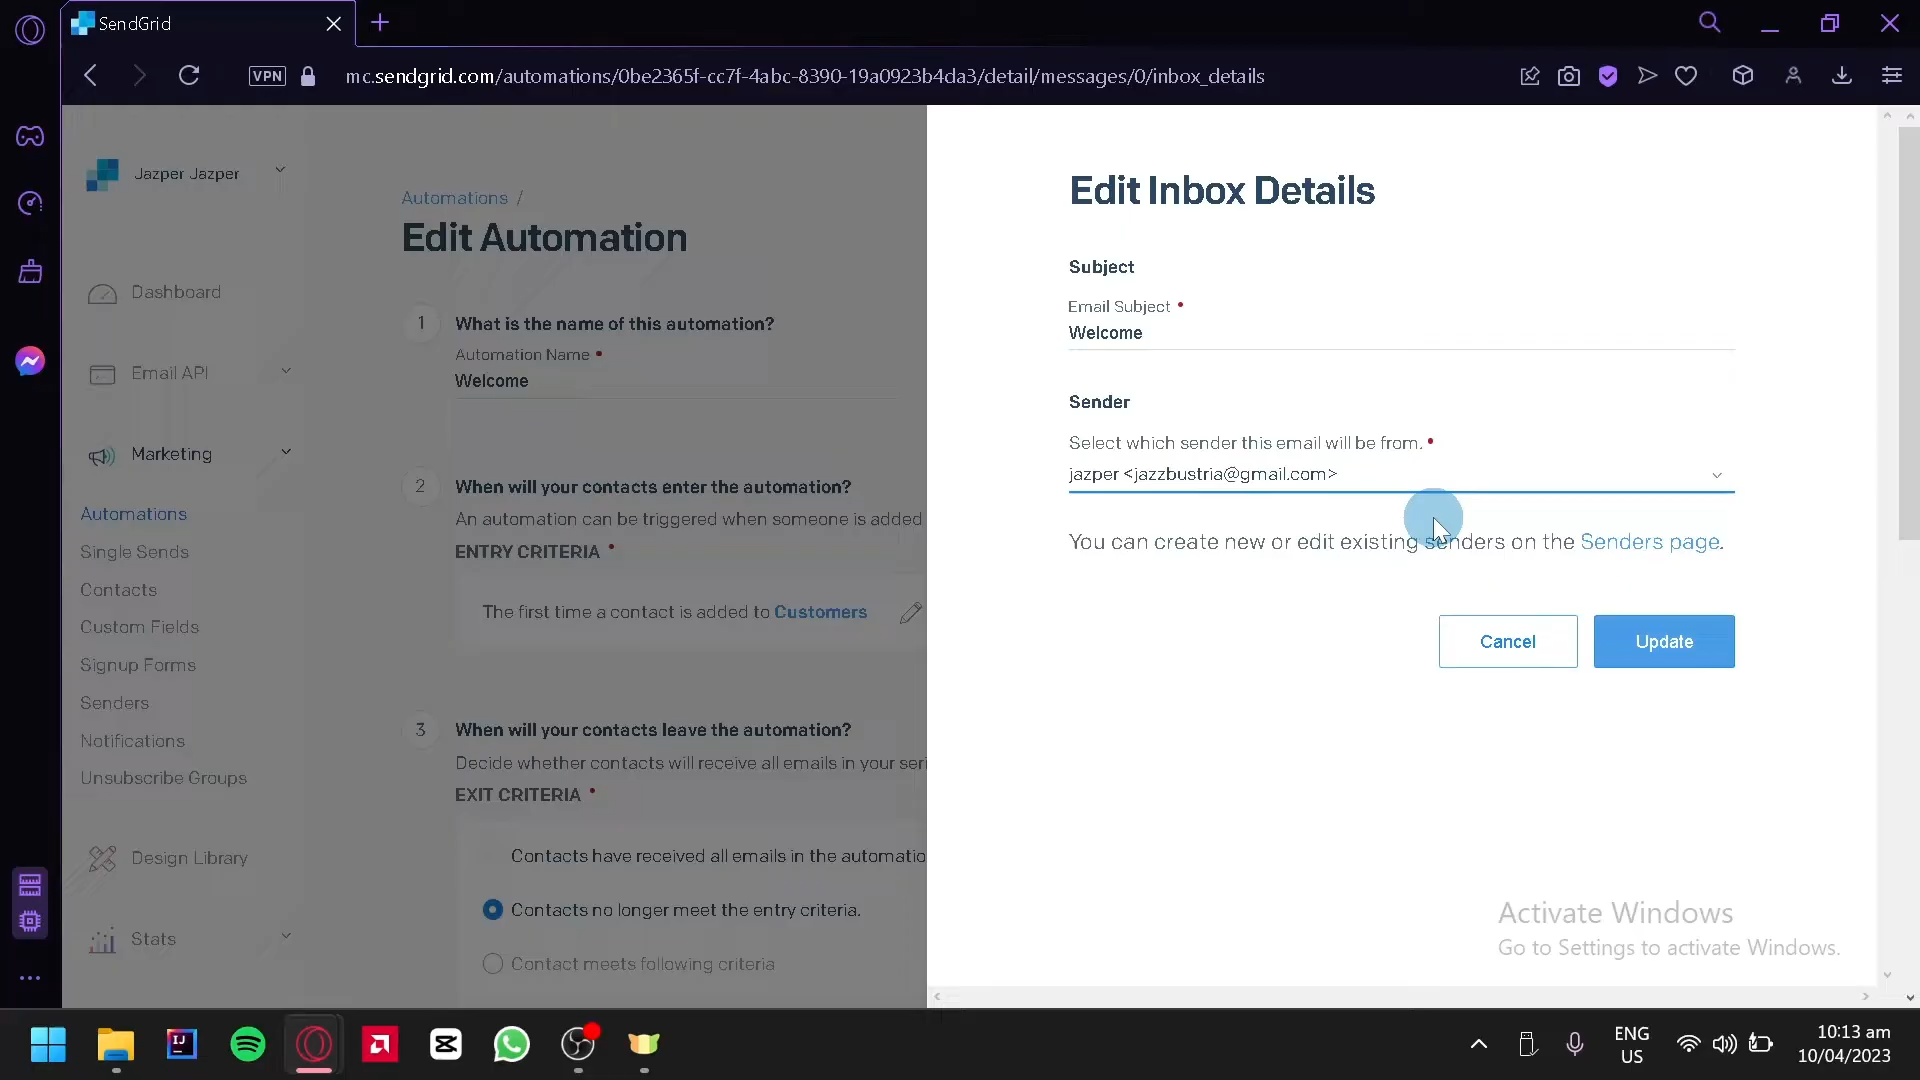 SendGrid
VPN
mc.sendgrid.com/automations/0be2365f-cc7f-4abc-8390-19a0923b4da3/detail/messages/0/inbox_details
Jazper Jazper
Dashboard
Email API
Marketing
Automations
Single Sends
Contacts
Custom Fields
Signup Forms
Senders
Notifications
Unsubscribe Groups
Design Library
Stats
Automations /
Edit Automation
1
What is the name of this automation?
Automation Name •
Welcome
2
When will your contacts enter the automation?
An automation can be triggered when someone is added
ENTRY CRITERIA •
The first time a contact is added to Customers
3
When will your contacts leave the automation?
Decide whether contacts will receive all emails in your seri
EXIT CRITERIA •
Contacts have received all emails in the automatio
Contacts no longer meet the entry criteria.
Contact meets following criteria
Edit Inbox Details
Subject
Email Subject •
Welcome
Sender
Select which sender this email will be from. •
jazper <jazzbustria@gmail.com>
You can create new or edit existing senders on the Senders page.
Cancel
Update
Activate Windows
Go to Settings to activate Windows.
IJ
ENG
US
10:13 am
10/04/2023